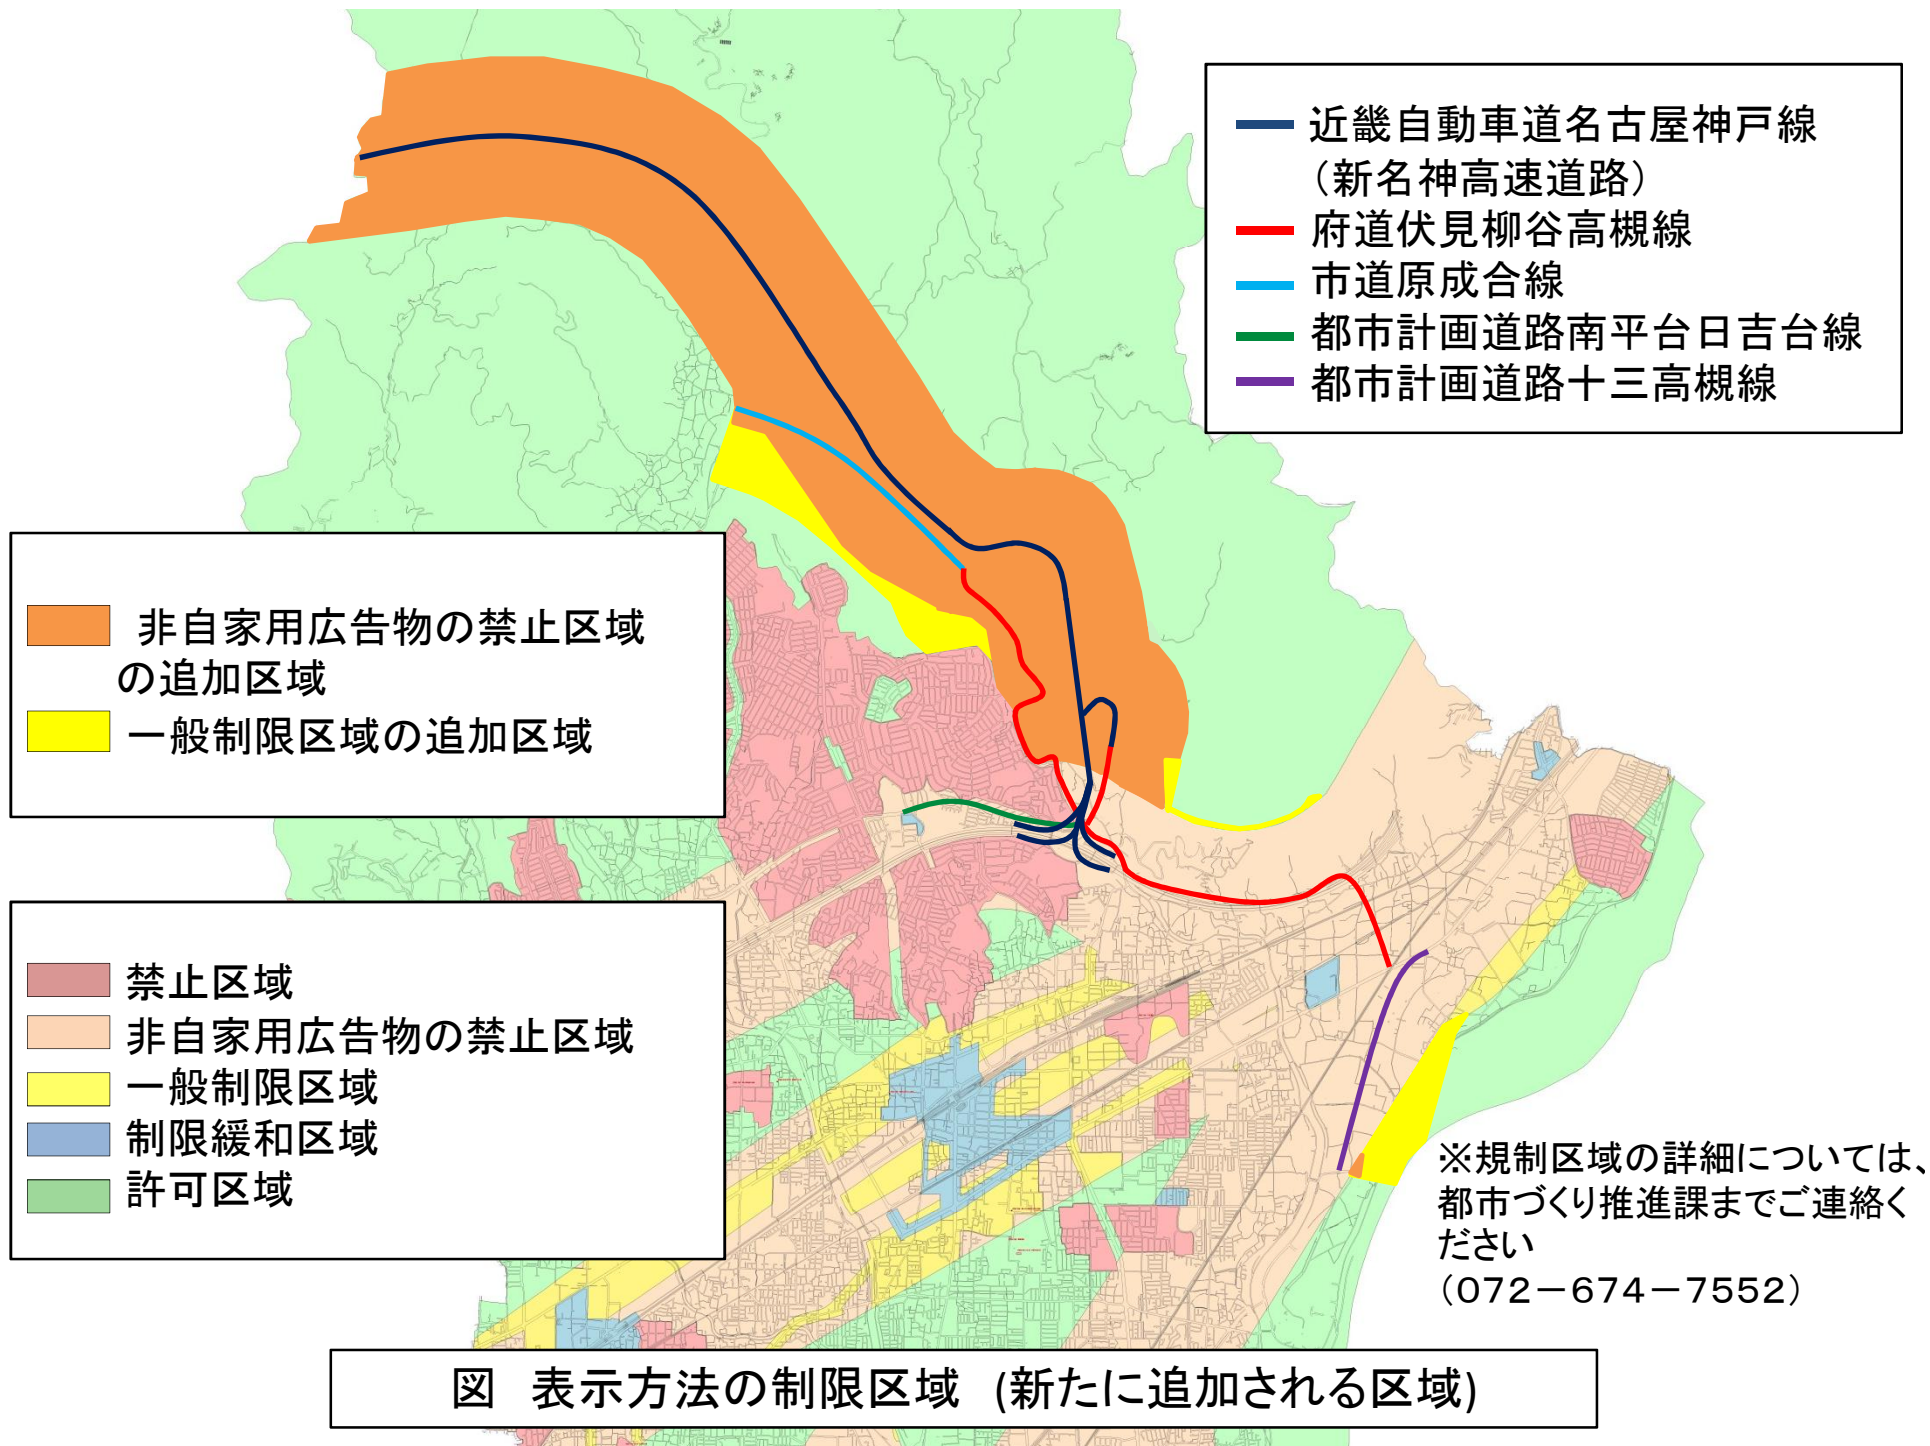 近畿自動車道名古屋神戸線
（新名神高速道路）
府道伏見柳谷高槻線
市道原成合線
都市計画道路南平台日吉台線
都市計画道路十三高槻線
非自家用広告物の禁止区域
の追加区域
一般制限区域の追加区域
禁止区域
非自家用広告物の禁止区域
一般制限区域
制限緩和区域
許可区域
※規制区域の詳細については、
都市づくり推進課までご連絡く
ださい
（072－674－7552）
図　表示方法の制限区域　(新たに追加される区域)